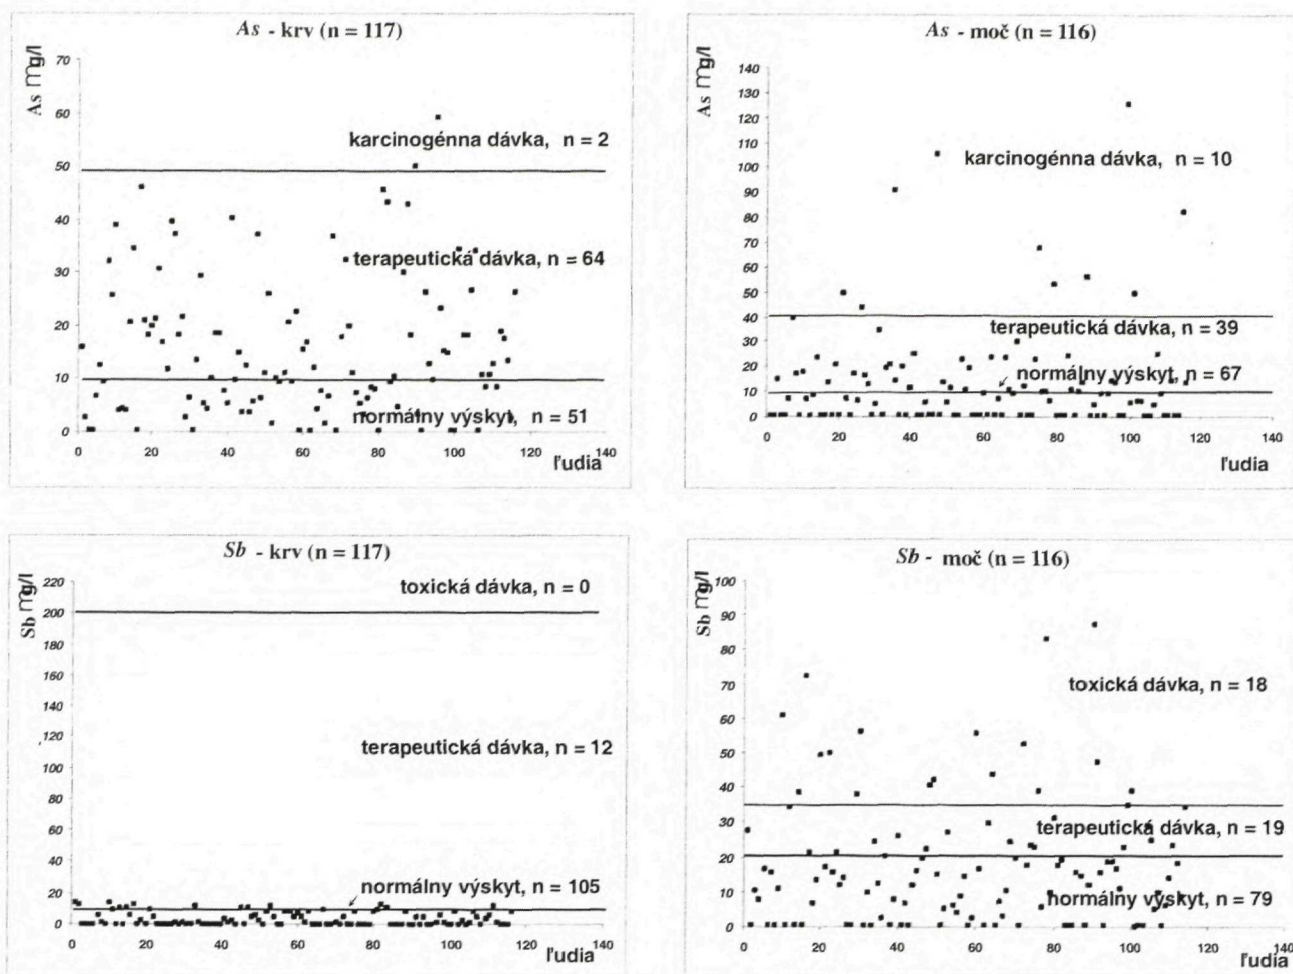 As - krv (n = 117)
As mg/l
70
60
50
40
30
20
10
0
karcinogénna dávka, n = 2
terapeutická dávka, n = 64
normálny výskyt, n = 51
0 20 40 60 80 100 120 140
ľudia
As - moč (n = 116)
As mg/l
140
130
120
110
100
90
80
70
60
50
40
30
20
10
0
karcinogénna dávka, n = 10
terapeutická dávka, n = 39
normálny výskyt, n = 67
0 20 40 60 80 100 120 140
ľudia
Sb - krv (n = 117)
Sb mg/l
220
200
180
160
140
120
100
80
60
40
20
0
toxická dávka, n = 0
terapeutická dávka, n = 12
normálny výskyt, n = 105
0 20 40 60 80 100 120 140
ľudia
Sb - moč (n = 116)
Sb mg/l
100
90
80
70
60
50
40
30
20
10
0
toxická dávka, n = 18
terapeutická dávka, n = 19
normálny výskyt, n = 79
0 20 40 60 80 100 120 140
ľudia